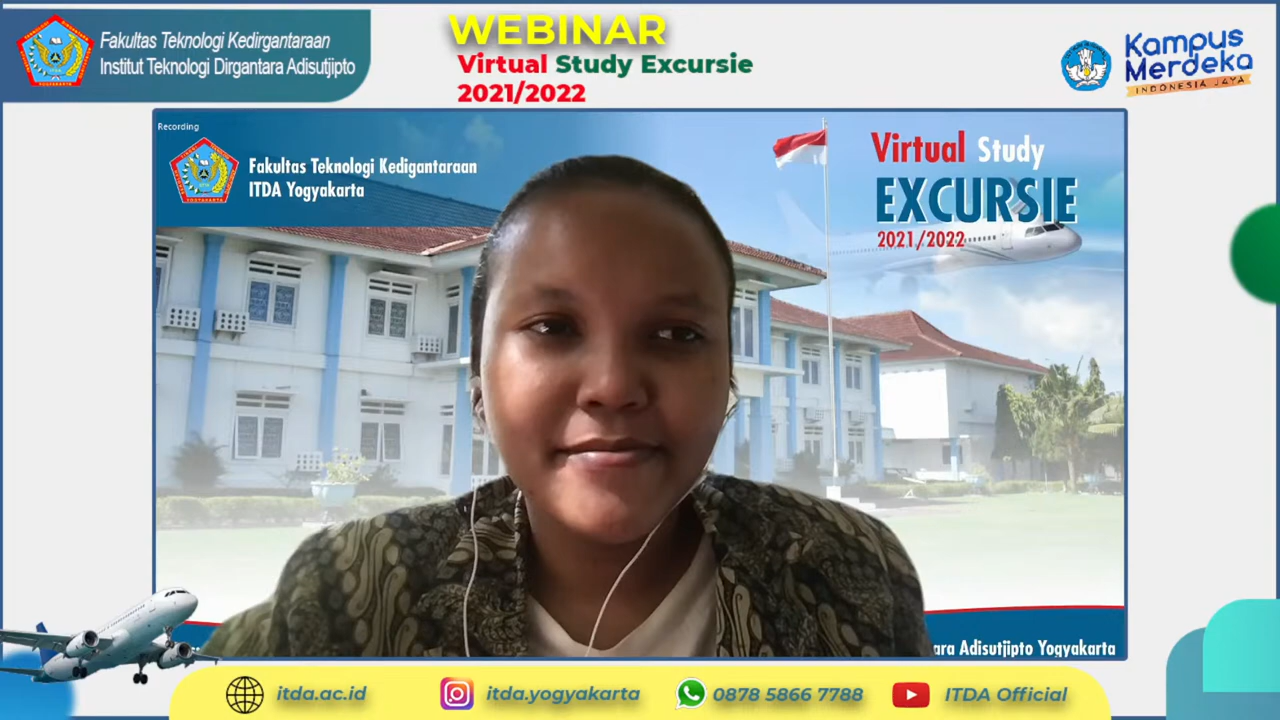 Fakultas Teknologi Kedirgantaraan
Institut Teknologi Dirgantara Adisutjipto
WEBINAR
Virtual Study Excursie
2021/2022
Kampus
Merdeka
INDONESIA JAYA
Recording
Fakultas Teknologi Kedigantaraan
ITDA Yogyakarta
YOGYAKARTA
Virtual Study
EXCURSIE
2021/2022
ara Adisutjipto Yogyakarta
itda.ac.id
itda.yogyakarta
0878 5866 7788
ITDA Official